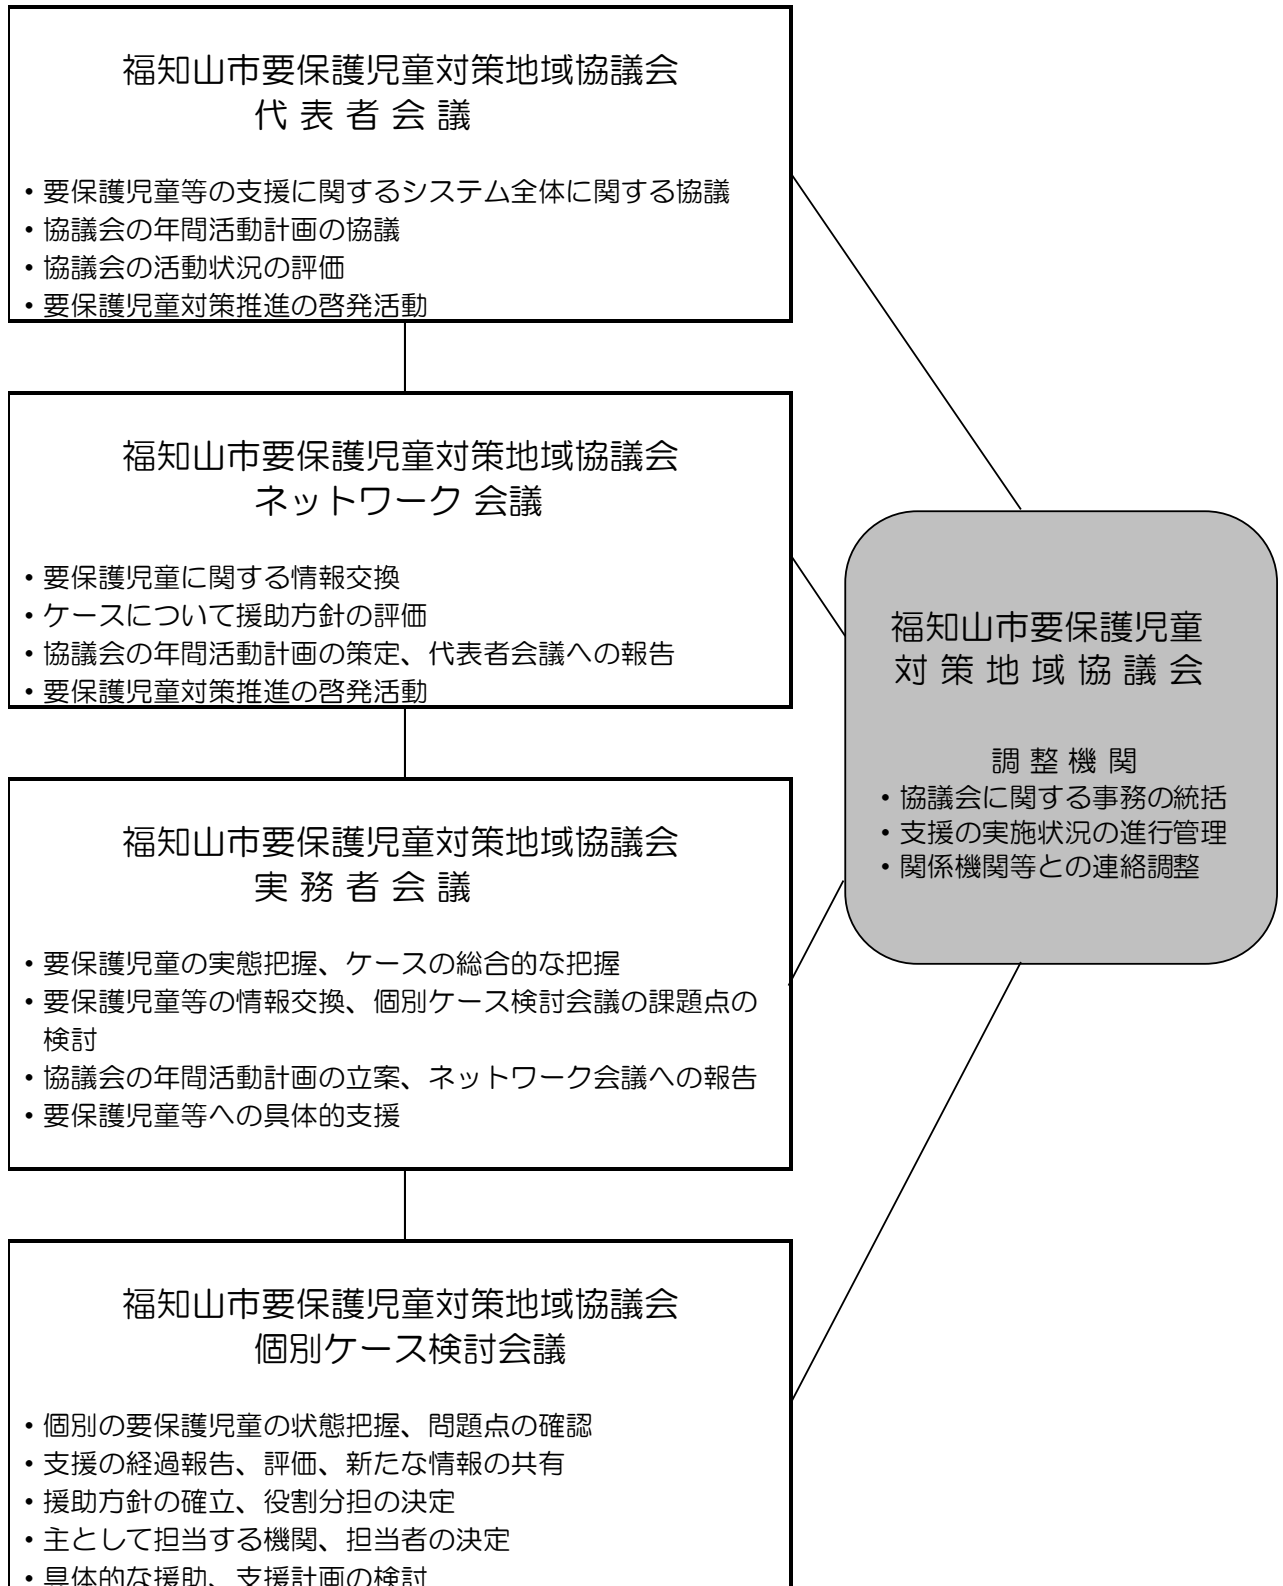 福知山市要保護児童対策地域協議会
代 表 者 会 議
・要保護児童等の支援に関するシステム全体に関する協議
・協議会の年間活動計画の協議
・協議会の活動状況の評価
・要保護児童対策推進の啓発活動
福知山市要保護児童対策地域協議会
ネットワーク 会議
・要保護児童に関する情報交換
・ケースについて援助方針の評価
・協議会の年間活動計画の策定、代表者会議への報告
・要保護児童対策推進の啓発活動
福知山市要保護児童対策地域協議会
実 務 者 会 議
・要保護児童の実態把握、ケースの総合的な把握
・要保護児童等の情報交換、個別ケース検討会議の課題点の
検討
・協議会の年間活動計画の立案、ネットワーク会議への報告
・要保護児童等への具体的支援
福知山市要保護児童対策地域協議会
個別ケース検討会議
・個別の要保護児童の状態把握、問題点の確認
・支援の経過報告、評価、新たな情報の共有
・援助方針の確立、役割分担の決定
・主として担当する機関、担当者の決定
・具体的な援助、支援計画の検討
福知山市要保護児童
対 策 地 域 協 議 会
調 整 機 関
・協議会に関する事務の統括
・支援の実施状況の進行管理
・関係機関等との連絡調整